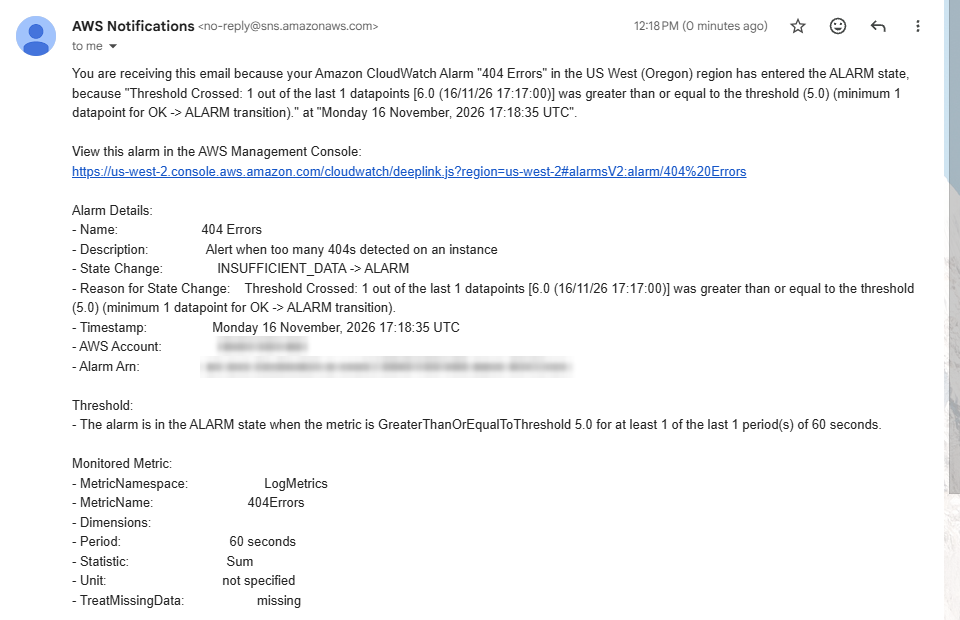 AWS Notifications <no-reply@sns.amazonaws.com>
12:18 PM (0 minutes ago)
to me
You are receiving this email because your Amazon CloudWatch Alarm "404 Errors" in the US West (Oregon) region has entered the ALARM state,
because "Threshold Crossed: 1 out of the last 1 datapoints [6.0 (16/11/26 17:17:00)] was greater than or equal to the threshold (5.0) (minimum 1
datapoint for OK -> ALARM transition)." at "Monday 16 November, 2026 17:18:35 UTC".
View this alarm in the AWS Management Console:
https://us-west-2.console.aws.amazon.com/cloudwatch/deeplink.js?region=us-west-2#alarmsV2:alarm/404%20Errors
Alarm Details:
- Name: 404 Errors
- Description: Alert when too many 404s detected on an instance
- State Change: INSUFFICIENT_DATA -> ALARM
- Reason for State Change: Threshold Crossed: 1 out of the last 1 datapoints [6.0 (16/11/26 17:17:00)] was greater than or equal to the threshold
(5.0) (minimum 1 datapoint for OK -> ALARM transition).
- Timestamp: Monday 16 November, 2026 17:18:35 UTC
- AWS Account:
- Alarm Arn:
Threshold:
- The alarm is in the ALARM state when the metric is GreaterThanOrEqualToThreshold 5.0 for at least 1 of the last 1 period(s) of 60 seconds.
Monitored Metric:
- MetricNamespace: LogMetrics
- MetricName: 404Errors
- Dimensions:
- Period: 60 seconds
- Statistic: Sum
- Unit: not specified
- TreatMissingData: missing